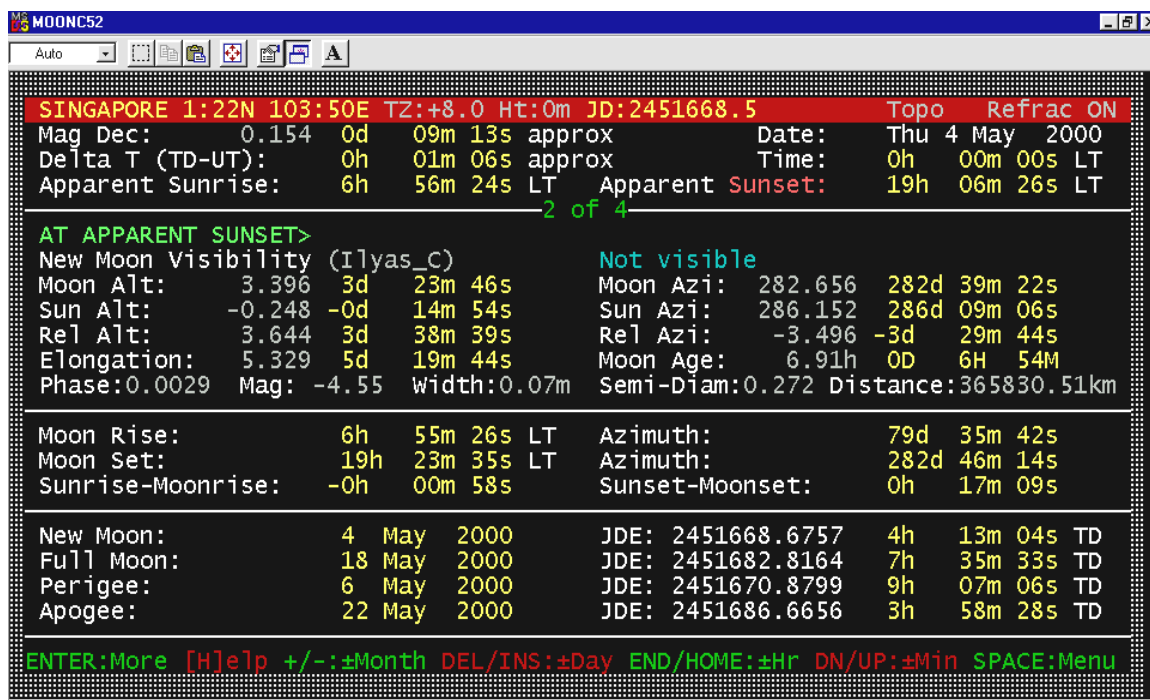 MOONC52
Auto A
SINGAPORE 1:22N 103:50E TZ:+8.0 Ht:0m JD:2451668.5 Topo Refrac ON
Mag Dec: 0.154 0d 09m 13s approx Date: Thu 4 May 2000
Delta T (TD-UT): 0h 01m 06s approx Time: 0h 00m 00s LT
Apparent Sunrise: 6h 56m 24s LT Apparent Sunset: 19h 06m 26s LT
2 of 4
AT APPARENT SUNSET>
New Moon Visibility (Ilyas_C) Not visible
Moon Alt: 3.396 3d 23m 46s Moon Azi: 282.656 282d 39m 22s
Sun Alt: -0.248 -0d 14m 54s Sun Azi: 286.152 286d 09m 06s
Rel Alt: 3.644 3d 38m 39s Rel Azi: -3.496 -3d 29m 44s
Elongation: 5.329 5d 19m 44s Moon Age: 6.91h 0D 6H 54M
Phase:0.0029 Mag: -4.55 Width:0.07m Semi-Diam:0.272 Distance:365830.51km
Moon Rise: 6h 55m 26s LT Azimuth: 79d 35m 42s
Moon Set: 19h 23m 35s LT Azimuth: 282d 46m 14s
Sunrise-Moonrise: -0h 00m 58s Sunset-Moonset: 0h 17m 09s
New Moon: 4 May 2000 JDE: 2451668.6757 4h 13m 04s TD
Full Moon: 18 May 2000 JDE: 2451682.8164 7h 35m 33s TD
Perigee: 6 May 2000 JDE: 2451670.8799 9h 07m 06s TD
Apogee: 22 May 2000 JDE: 2451686.6656 3h 58m 28s TD
ENTER:More [H]elp +/-:±Month DEL/INS:±Day END/HOME:±Hr DN/UP:±Min SPACE:Menu